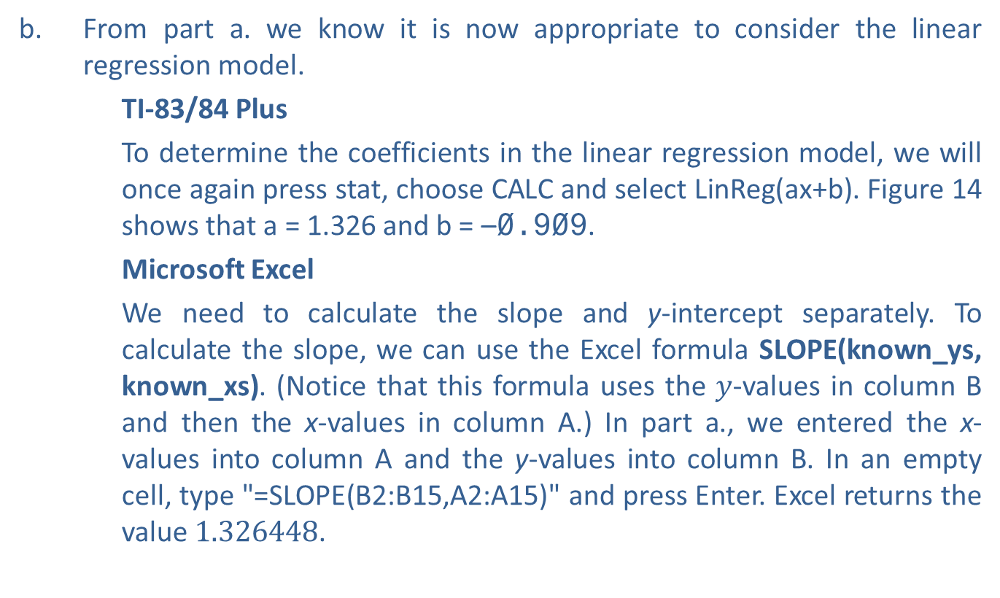 b. From part a. we know it is now appropriate to consider the linear
regression model.
TI-83/84 Plus
To determine the coefficients in the linear regression model, we will
once again press stat, choose CALC and select LinReg(ax+b). Figure 14
shows that a = 1.326 and b = –0.909.
Microsoft Excel
We need to calculate the slope and y-intercept separately. To
calculate the slope, we can use the Excel formula SLOPE(known_ys,
known_xs). (Notice that this formula uses the y-values in column B
and then the x-values in column A.) In part a., we entered the x-
values into column A and the y-values into column B. In an empty
cell, type "=SLOPE(B2:B15,A2:A15)" and press Enter. Excel returns the
value 1.326448.